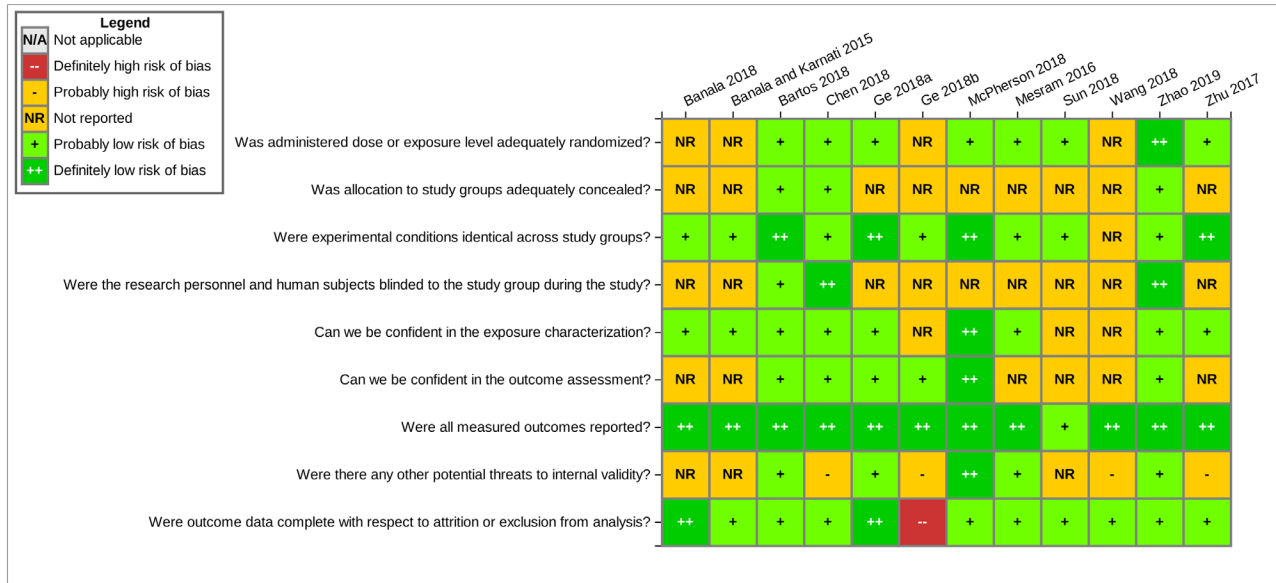 Legend
N/A Not applicable
-- Definitely high risk of bias
- Probably high risk of bias
NR Not reported
+ Probably low risk of bias
++ Definitely low risk of bias
Banala 2018
Banala and Karnati 2015
Bartos 2018
Chen 2018
Ge 2018a
Ge 2018b
McPherson 2018
Mesram 2016
Sun 2018
Wang 2018
Zhao 2019
Zhu 2017
Was administered dose or exposure level adequately randomized? NR NR + + + NR + + + NR ++ +
Was allocation to study groups adequately concealed? NR NR + + NR NR NR NR NR NR + NR
Were experimental conditions identical across study groups? + + ++ + ++ + ++ + + NR + ++
Were the research personnel and human subjects blinded to the study group during the study? NR NR + ++ NR NR NR NR NR NR ++ NR
Can we be confident in the exposure characterization? + + + + + NR ++ + NR NR + +
Can we be confident in the outcome assessment? NR NR + + + + ++ NR NR NR + NR
Were all measured outcomes reported? ++ ++ ++ ++ ++ ++ ++ ++ + ++ ++ ++
Were there any other potential threats to internal validity? NR NR + - + - ++ + NR - + -
Were outcome data complete with respect to attrition or exclusion from analysis? ++ + + + ++ -- + + + + + +